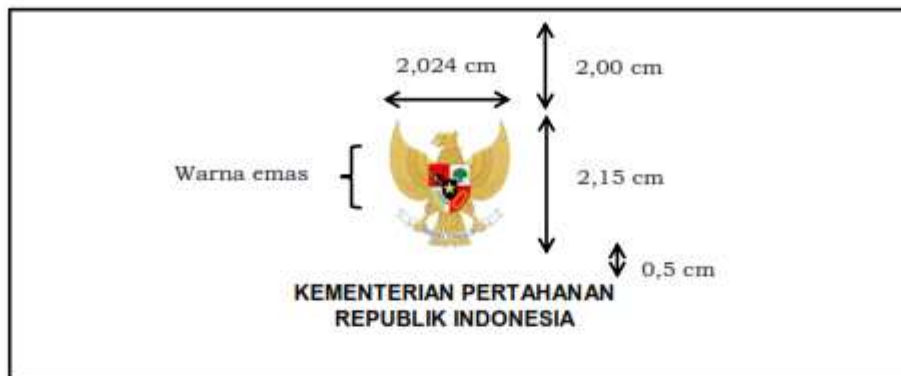 2,024 cm
2,00 cm
Warna emas
2,15 cm
0,5 cm
KEMENTERIAN PERTAHANAN
REPUBLIK INDONESIA